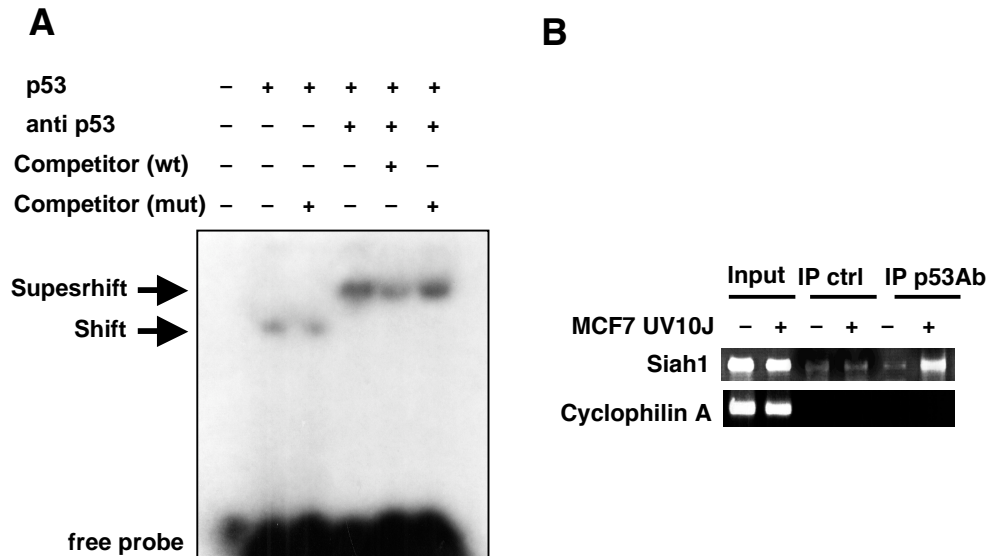 A
p53 – + + + + +
anti p53 – – – + + +
Competitor (wt) – – – – + –
Competitor (mut) – – + – – +
Supesrhift
Shift
free probe
B
Input IP ctrl IP p53Ab
MCF7 UV10J – + – + – +
Siah1
Cyclophilin A